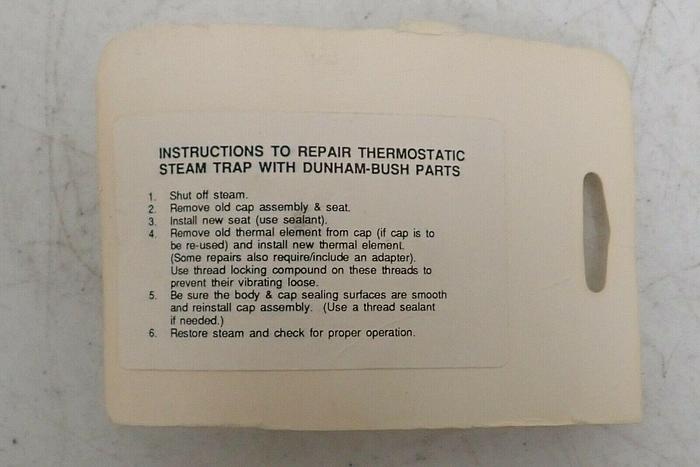 INSTRUCTIONS TO REPAIR THERMOSTATIC
STEAM TRAP WITH DUNHAM-BUSH PARTS
1. Shut off steam.
2. Remove old cap assembly & seat.
3. Install new seat (use sealant).
4. Remove old thermal element from cap (if cap is to
be re-used) and install new thermal element.
(Some repairs also require/include an adapter).
Use thread locking compound on these threads to
prevent their vibrating loose.
5. Be sure the body & cap sealing surfaces are smooth
and reinstall cap assembly. (Use a thread sealant
if needed.)
6. Restore steam and check for proper operation.